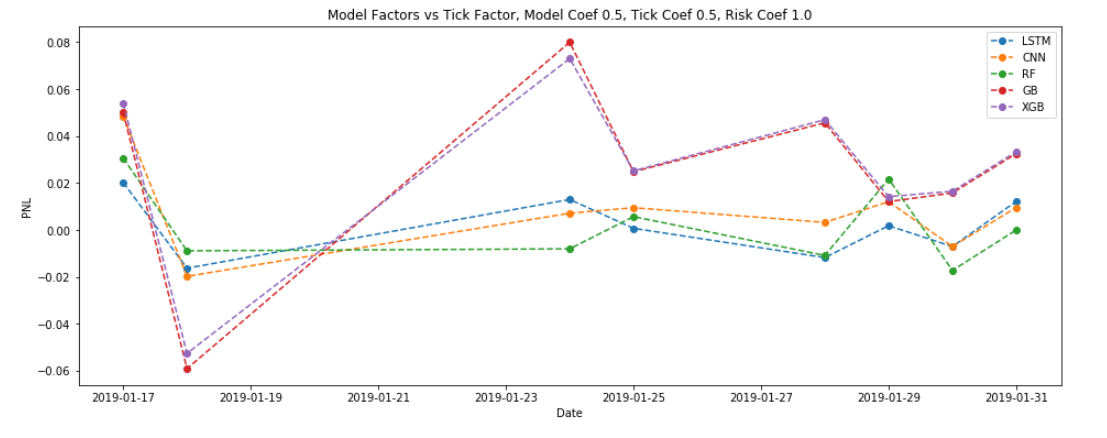 Model Factors vs Tick Factor, Model Coef 0.5, Tick Coef 0.5, Risk Coef 1.0
LSTM
CNN
RF
GB
XGB
0.08
0.06
0.04
0.02
0.00
−0.02
−0.04
−0.06
PNL
2019-01-17 2019-01-19 2019-01-21 2019-01-23 2019-01-25 2019-01-27 2019-01-29 2019-01-31
Date